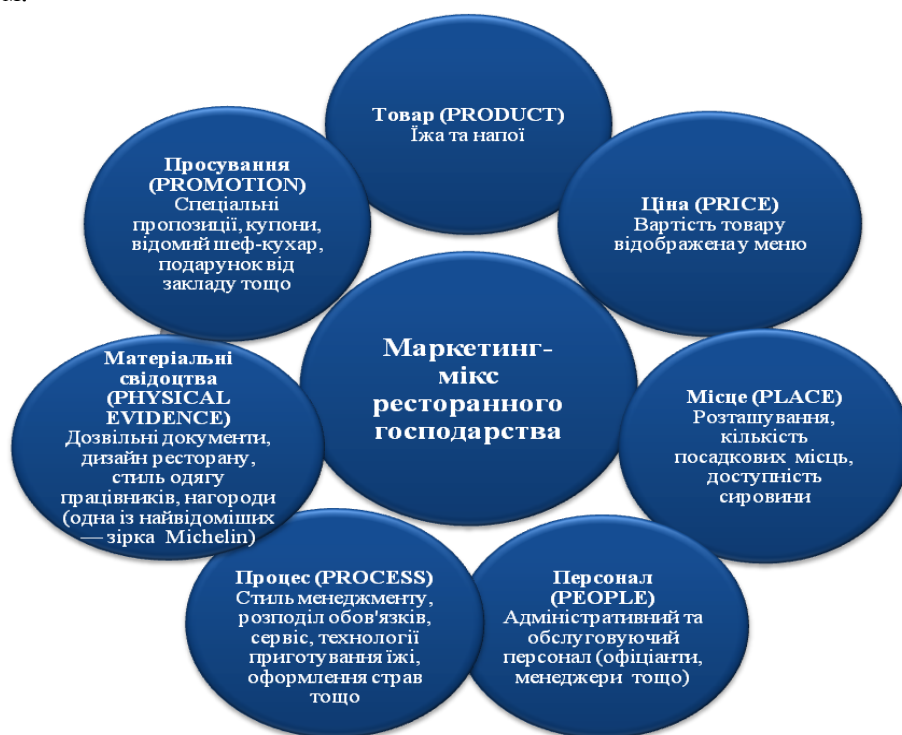 Товар (PRODUCT)
Їжа та напої
Ціна (PRICE)
Вартість товару
відображена у меню
Місце (PLACE)
Розташування,
кількість
посадкових місць,
доступність
сировини
Персонал
(PEOPLE)
Адміністративний та
обслуговуючий
персонал (офіціанти,
менеджери тощо)
Процес (PROCESS)
Стиль менеджменту,
розподіл обов'язків,
сервіс, технології
приготування їжі,
оформлення страв
тощо
Матеріальні
свідоцтва
(PHYSICAL
EVIDENCE)
Дозвільні документи,
дизайн ресторану,
стиль одягу
працівників, нагороди
(одна із найвідоміших
— зірка Michelin)
Просування
(PROMOTION)
Спеціальні
пропозиції, купони,
відомий шеф-кухар,
подарунок від
закладу тощо
Маркетинг-
мікс
ресторанного
господарства